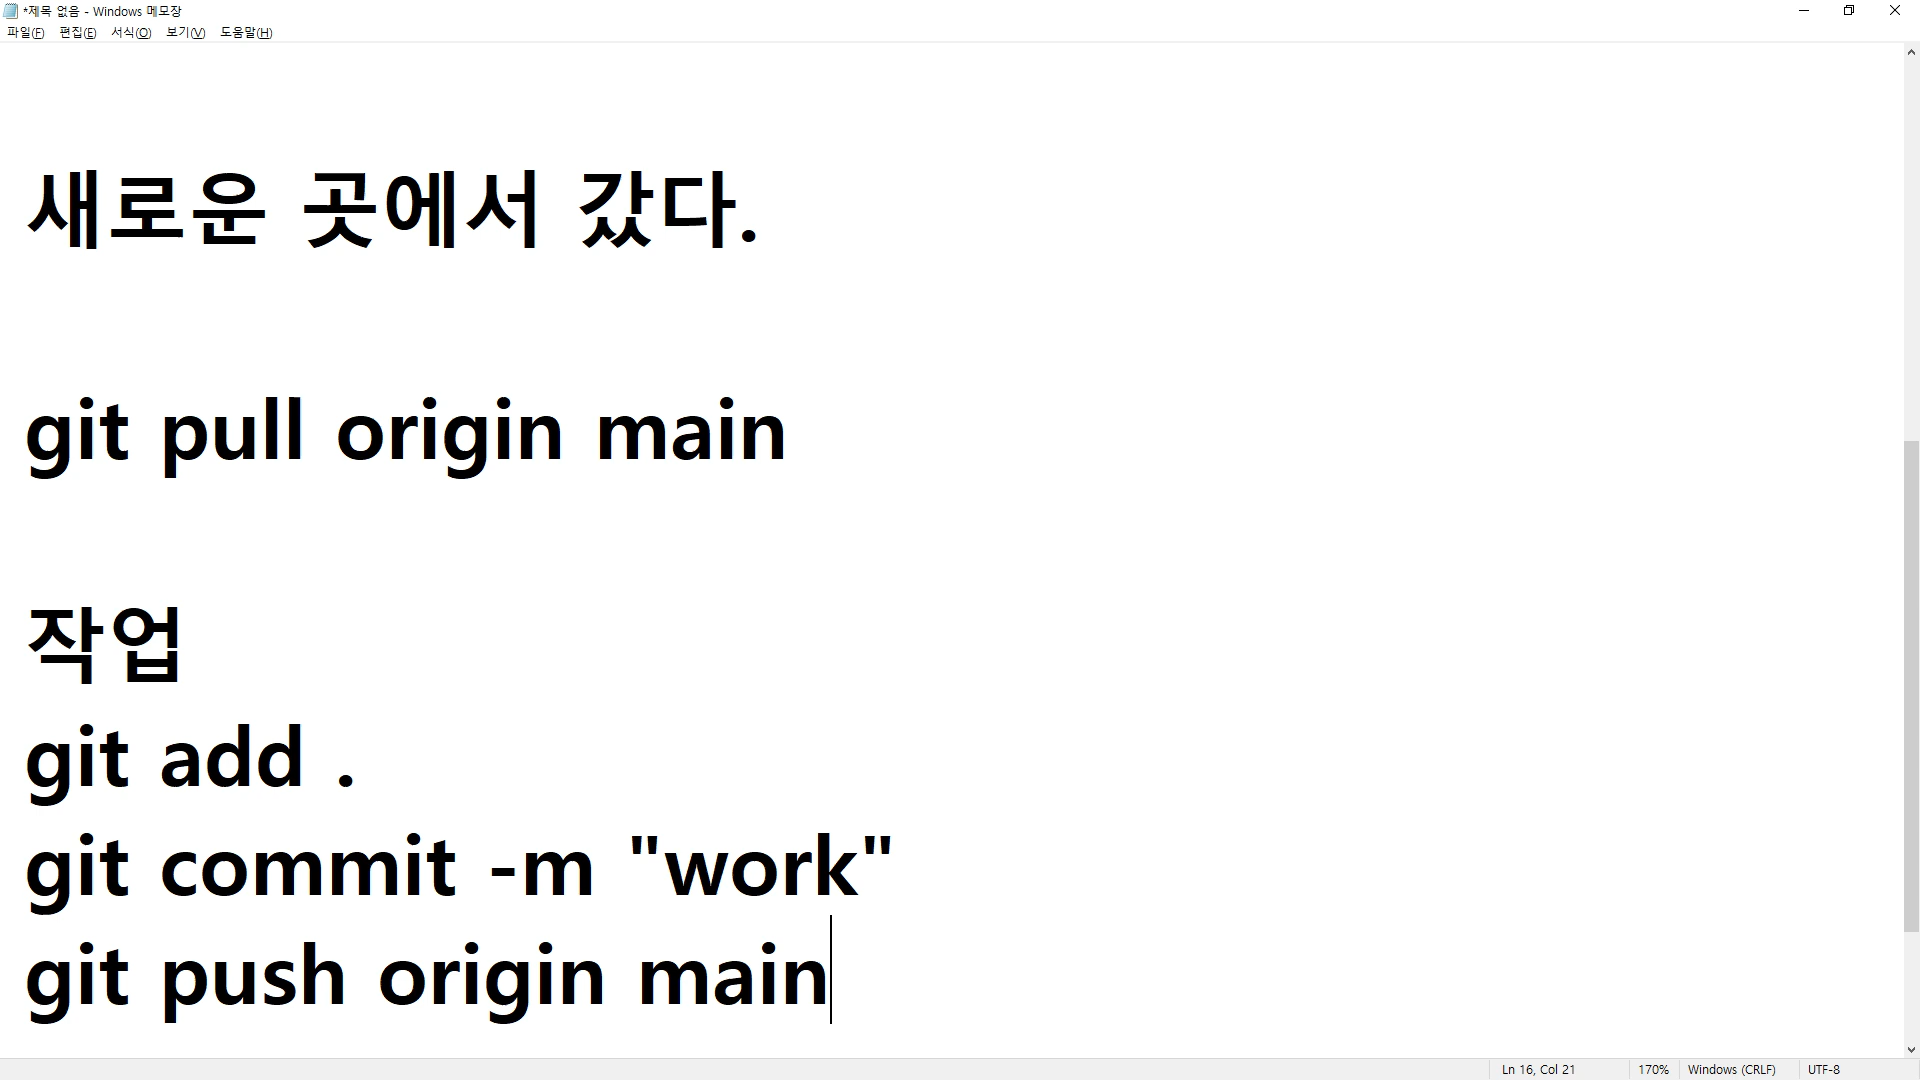 *제목 없음 - Windows 메모장
파일(F) 편집(E) 서식(O) 보기(V) 도움말(H)
새로운 곳에서 갔다.
git pull origin main
작업
git add .
git commit -m "work"
git push origin main
Ln 16, Col 21 170% Windows (CRLF) UTF-8